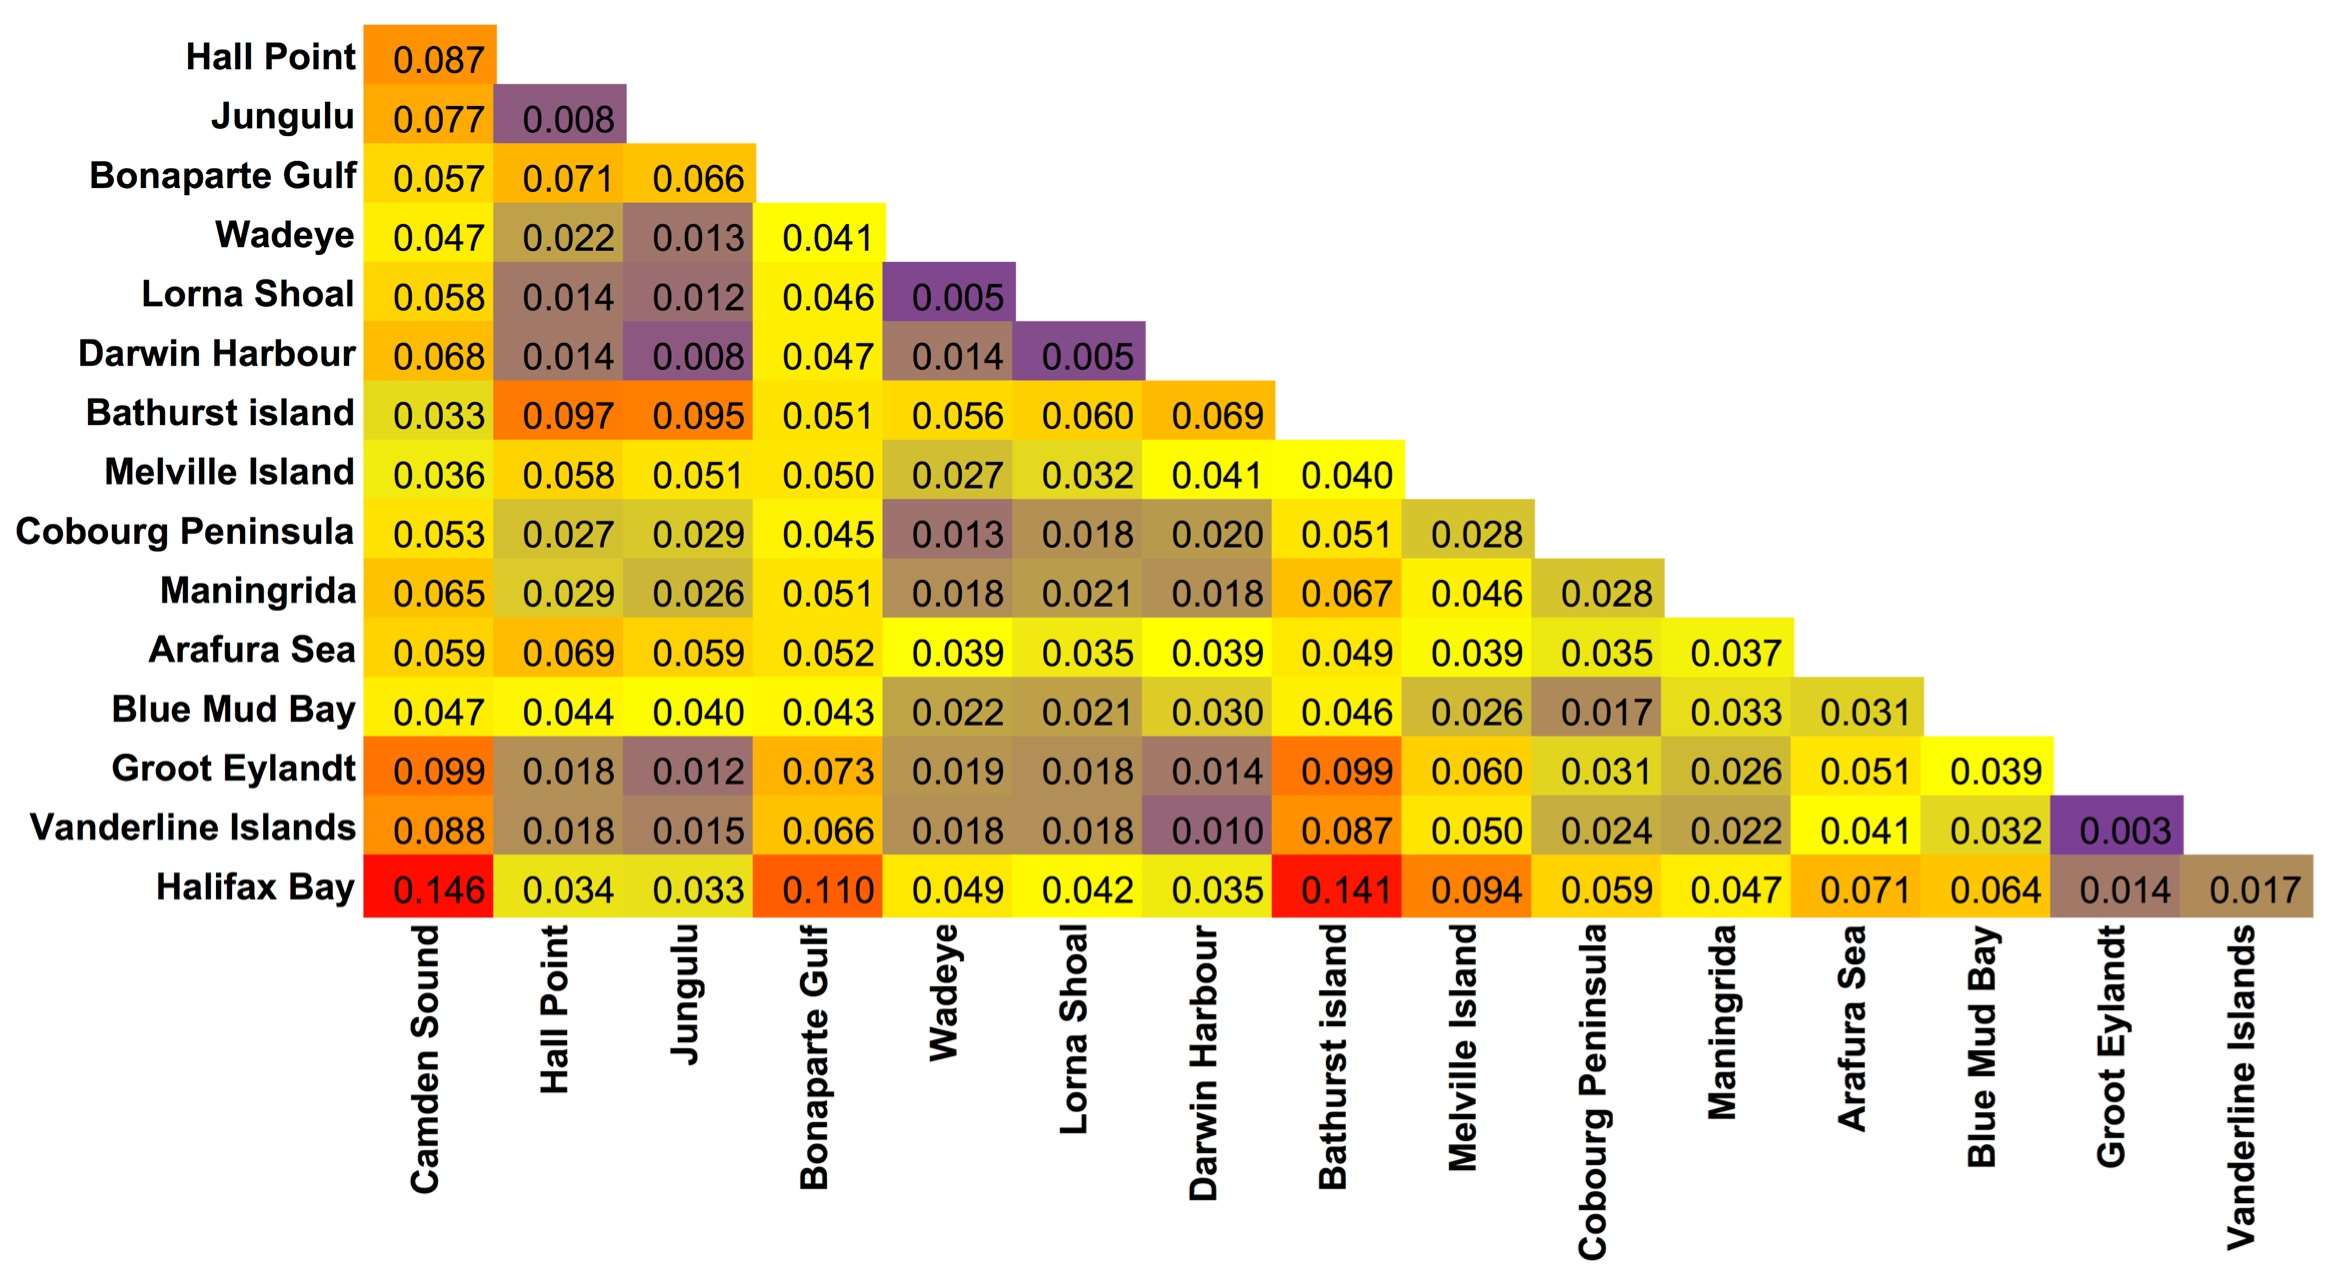 Hall Point 0.087
Jungulu 0.077 0.008
Bonaparte Gulf 0.057 0.071 0.066
Wadeye 0.047 0.022 0.013 0.041
Lorna Shoal 0.058 0.014 0.012 0.046 0.005
Darwin Harbour 0.068 0.014 0.008 0.047 0.014 0.005
Bathurst island 0.033 0.097 0.095 0.051 0.056 0.060 0.069
Melville Island 0.036 0.058 0.051 0.050 0.027 0.032 0.041 0.040
Cobourg Peninsula 0.053 0.027 0.029 0.045 0.013 0.018 0.020 0.051 0.028
Maningrida 0.065 0.029 0.026 0.051 0.018 0.021 0.018 0.067 0.046 0.028
Arafura Sea 0.059 0.069 0.059 0.052 0.039 0.035 0.039 0.049 0.039 0.035 0.037
Blue Mud Bay 0.047 0.044 0.040 0.043 0.022 0.021 0.030 0.046 0.026 0.017 0.033 0.031
Groot Eylandt 0.099 0.018 0.012 0.073 0.019 0.018 0.014 0.099 0.060 0.031 0.026 0.051 0.039
Vanderline Islands 0.088 0.018 0.015 0.066 0.018 0.018 0.010 0.087 0.050 0.024 0.022 0.041 0.032 0.003
Halifax Bay 0.146 0.034 0.033 0.110 0.049 0.042 0.035 0.141 0.094 0.059 0.047 0.071 0.064 0.014 0.017
Camden Sound
Hall Point
Jungulu
Bonaparte Gulf
Wadeye
Lorna Shoal
Darwin Harbour
Bathurst island
Melville Island
Cobourg Peninsula
Maningrida
Arafura Sea
Blue Mud Bay
Groot Eylandt
Vanderline Islands